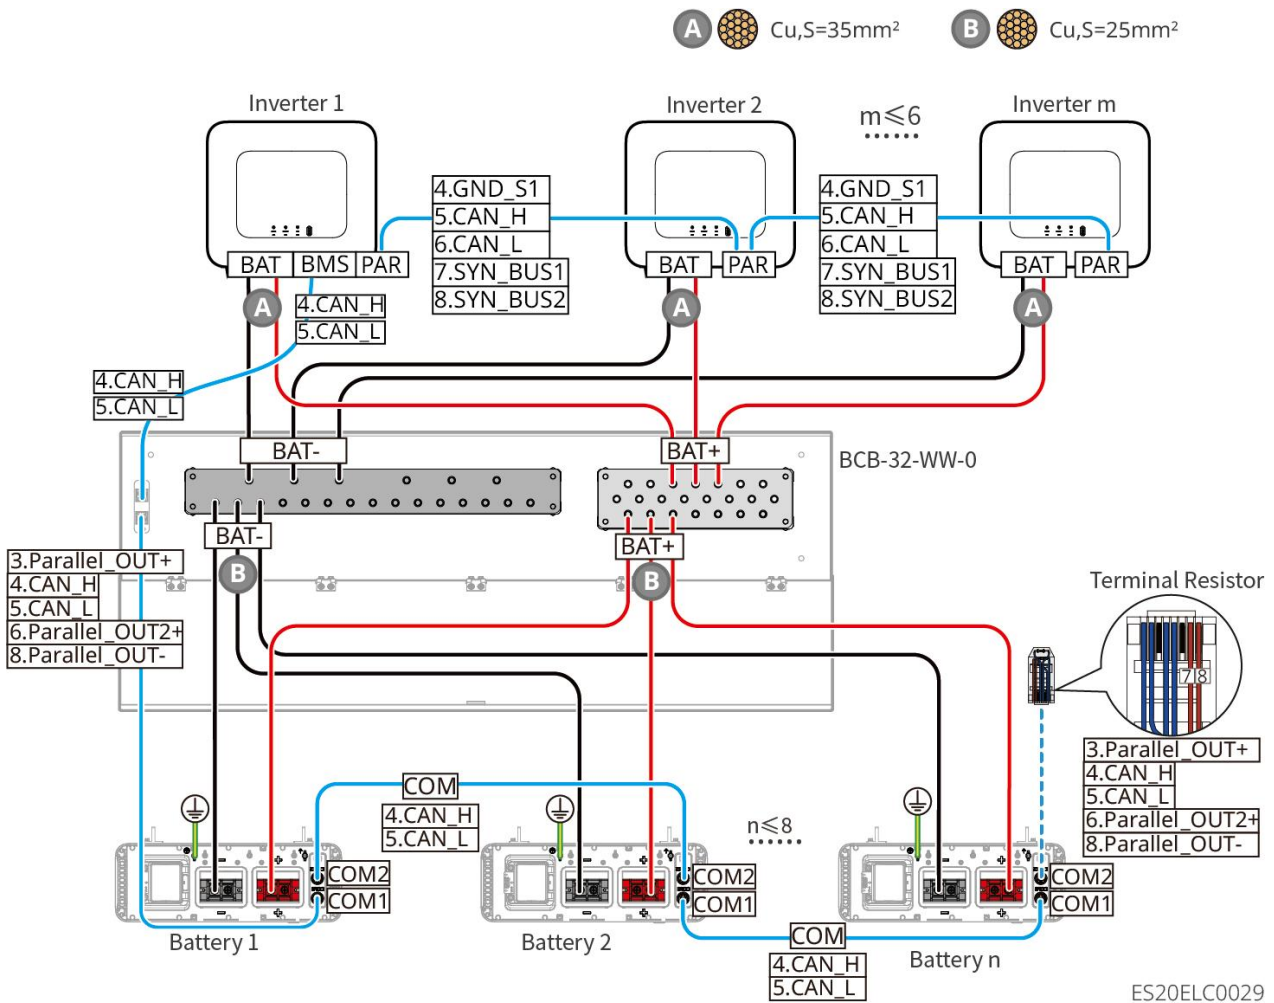 A Cu,S=35mm² B Cu,S=25mm²
Inverter 1
Inverter 2
m≤6
Inverter m
4.GND_S1
5.CAN_H
6.CAN_L
7.SYN_BUS1
8.SYN_BUS2
4.GND_S1
5.CAN_H
6.CAN_L
7.SYN_BUS1
8.SYN_BUS2
BAT BMS PAR
BAT PAR
BAT PAR
A
A
A
4.CAN_H
5.CAN_L
4.CAN_H
5.CAN_L
BAT-
BAT+
BCB-32-WW-0
BAT-
BAT+
B
B
3.Parallel_OUT+
4.CAN_H
5.CAN_L
6.Parallel_OUT2+
8.Parallel_OUT-
Terminal Resistor
7 8
3.Parallel_OUT+
4.CAN_H
5.CAN_L
6.Parallel_OUT2+
8.Parallel_OUT-
COM
4.CAN_H
5.CAN_L
n≤8
COM2
COM1
COM2
COM1
COM2
COM1
Battery 1
Battery 2
COM
4.CAN_H
5.CAN_L
Battery n
ES20ELC0029